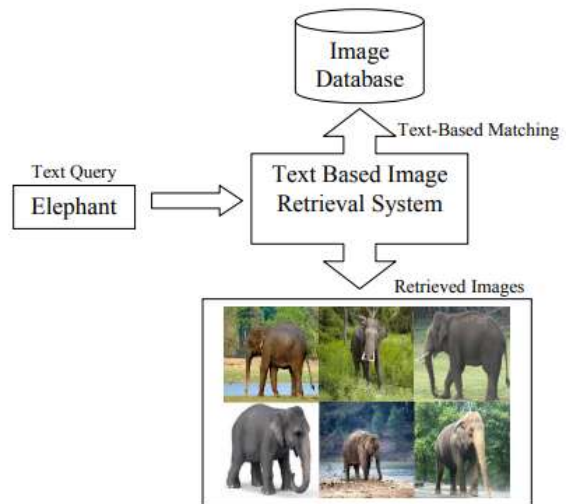 Image
Database
Text-Based Matching
Text Query
Elephant
Text Based Image
Retrieval System
Retrieved Images